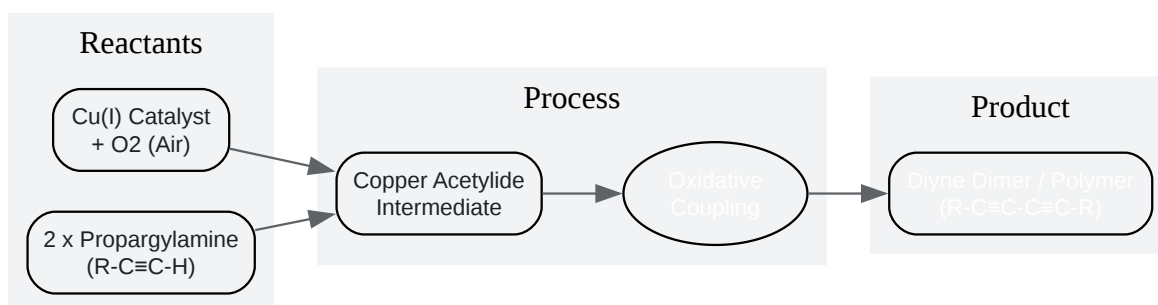 Reactants
Cu(I) Catalyst
+ O2 (Air)
2 x Propargylamine
(R-C≡C-H)
Process
Copper Acetylide
Intermediate
Oxidative
Coupling
Product
Diyne Dimer / Polymer
(R-C≡C-C≡C-R)